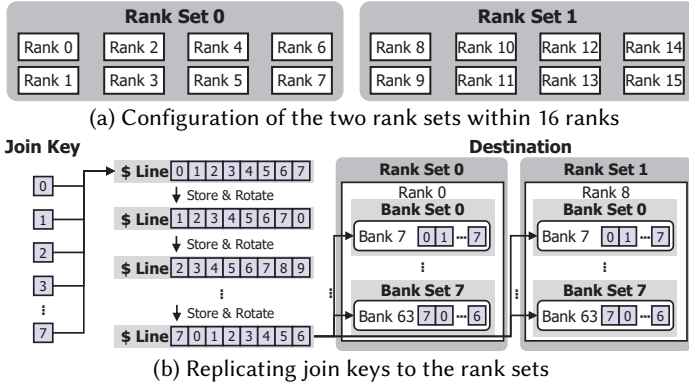 Rank Set 0
Rank Set 1
Rank 0 Rank 2 Rank 4 Rank 6
Rank 8 Rank 10 Rank 12 Rank 14
Rank 1 Rank 3 Rank 5 Rank 7
Rank 9 Rank 11 Rank 13 Rank 15
(a) Configuration of the two rank sets within 16 ranks
Join Key
0
1
2
3
⋮
7
$ Line 0 1 2 3 4 5 6 7
Store & Rotate
$ Line 1 2 3 4 5 6 7 0
Store & Rotate
$ Line 2 3 4 5 6 7 8 9
⋮
Store & Rotate
$ Line 7 0 1 2 3 4 5 6
⋮
Destination
Rank Set 0
Rank 0
Bank Set 0
Bank 7 0 1 ··· 7
⋮
Bank Set 7
Bank 63 7 0 ··· 6
⋮
Rank Set 1
Rank 8
Bank Set 0
Bank 7 0 1 ··· 7
⋮
Bank Set 7
Bank 63 7 0 ··· 6
(b) Replicating join keys to the rank sets